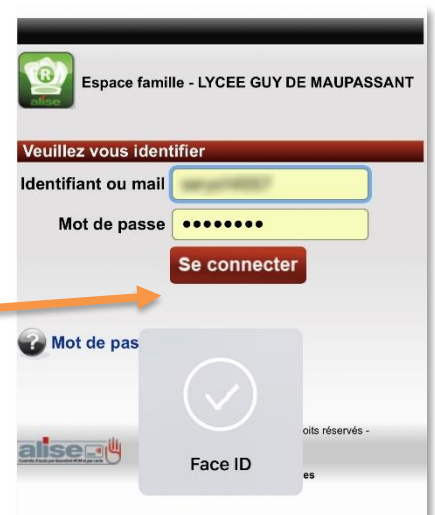 Espace famille - LYCEE GUY DE MAUPASSANT
alise
Veuillez vous identifier
Identifiant ou mail
Mot de passe ••••••••
Se connecter
? Mot de pas
oits réservés -
alise
Face ID
es